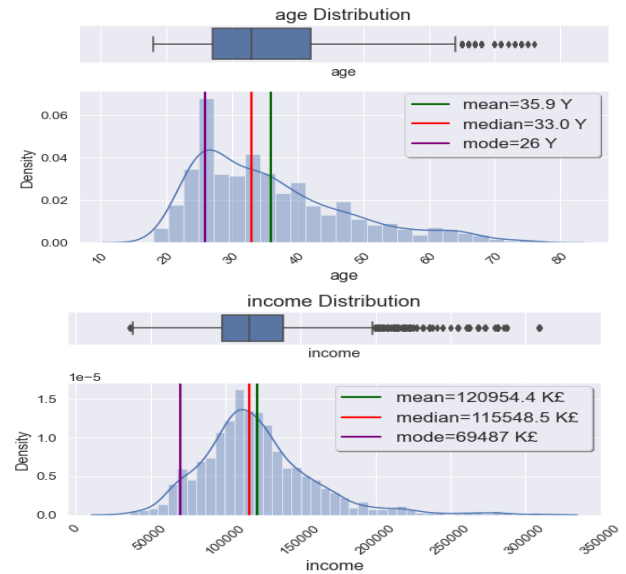 age Distribution
age
mean=35.9 Y
median=33.0 Y
mode=26 Y
Density
0.06
0.04
0.02
0.00
10 20 30 40 50 60 70 80
age
income Distribution
income
1e−5
mean=120954.4 K£
median=115548.5 K£
mode=69487 K£
Density
1.5
1.0
0.5
0.0
0 50000 100000 150000 200000 250000 300000 350000
income